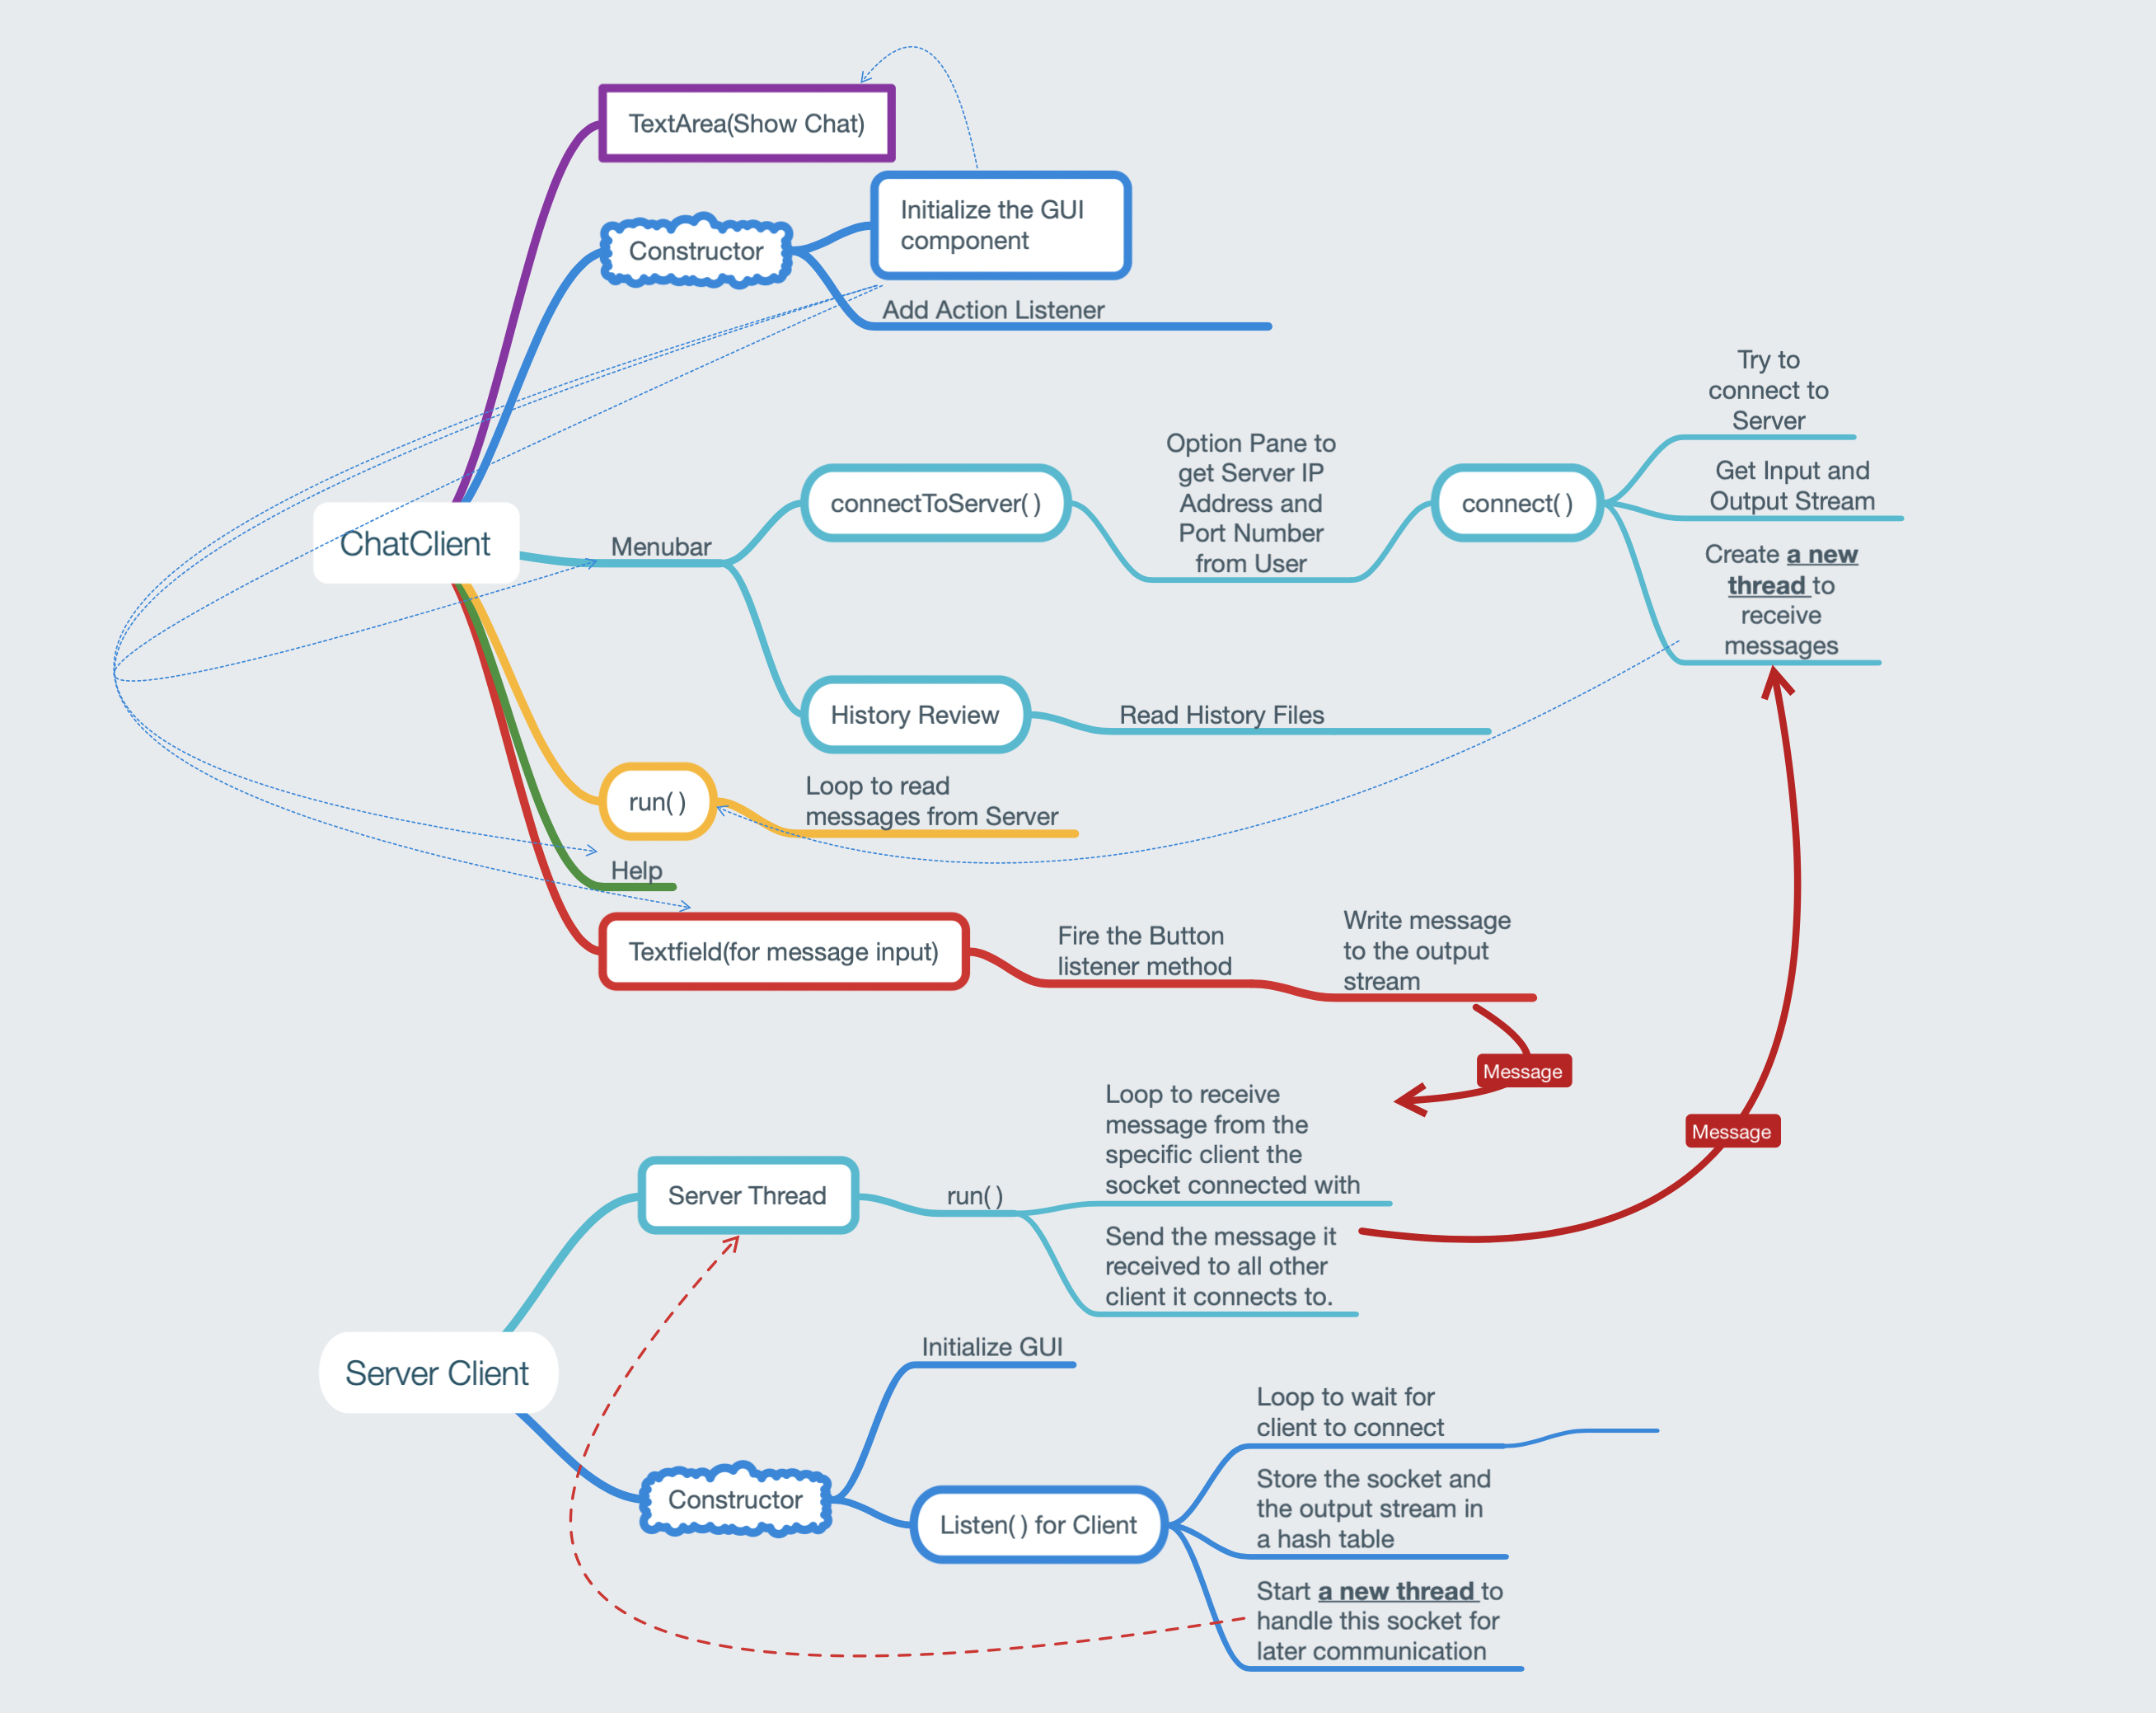 TextArea(Show Chat)
Initialize the GUI
component
Constructor
Add Action Listener
Try to
connect to
Server
Option Pane to
get Server IP
Address and
Port Number
from User
Get Input and
Output Stream
connectToServer( )
connect( )
ChatClient
Menubar
Create a new
thread to
receive
messages
History Review
Read History Files
run( )
Loop to read
messages from Server
Help
Textfield(for message input)
Fire the Button
listener method
Write message
to the output
stream
Message
Message
Loop to receive
message from the
specific client the
socket connected with
Server Thread
run( )
Send the message it
received to all other
client it connects to.
Server Client
Initialize GUI
Constructor
Listen( ) for Client
Loop to wait for
client to connect
Store the socket and
the output stream in
a hash table
Start a new thread to
handle this socket for
later communication